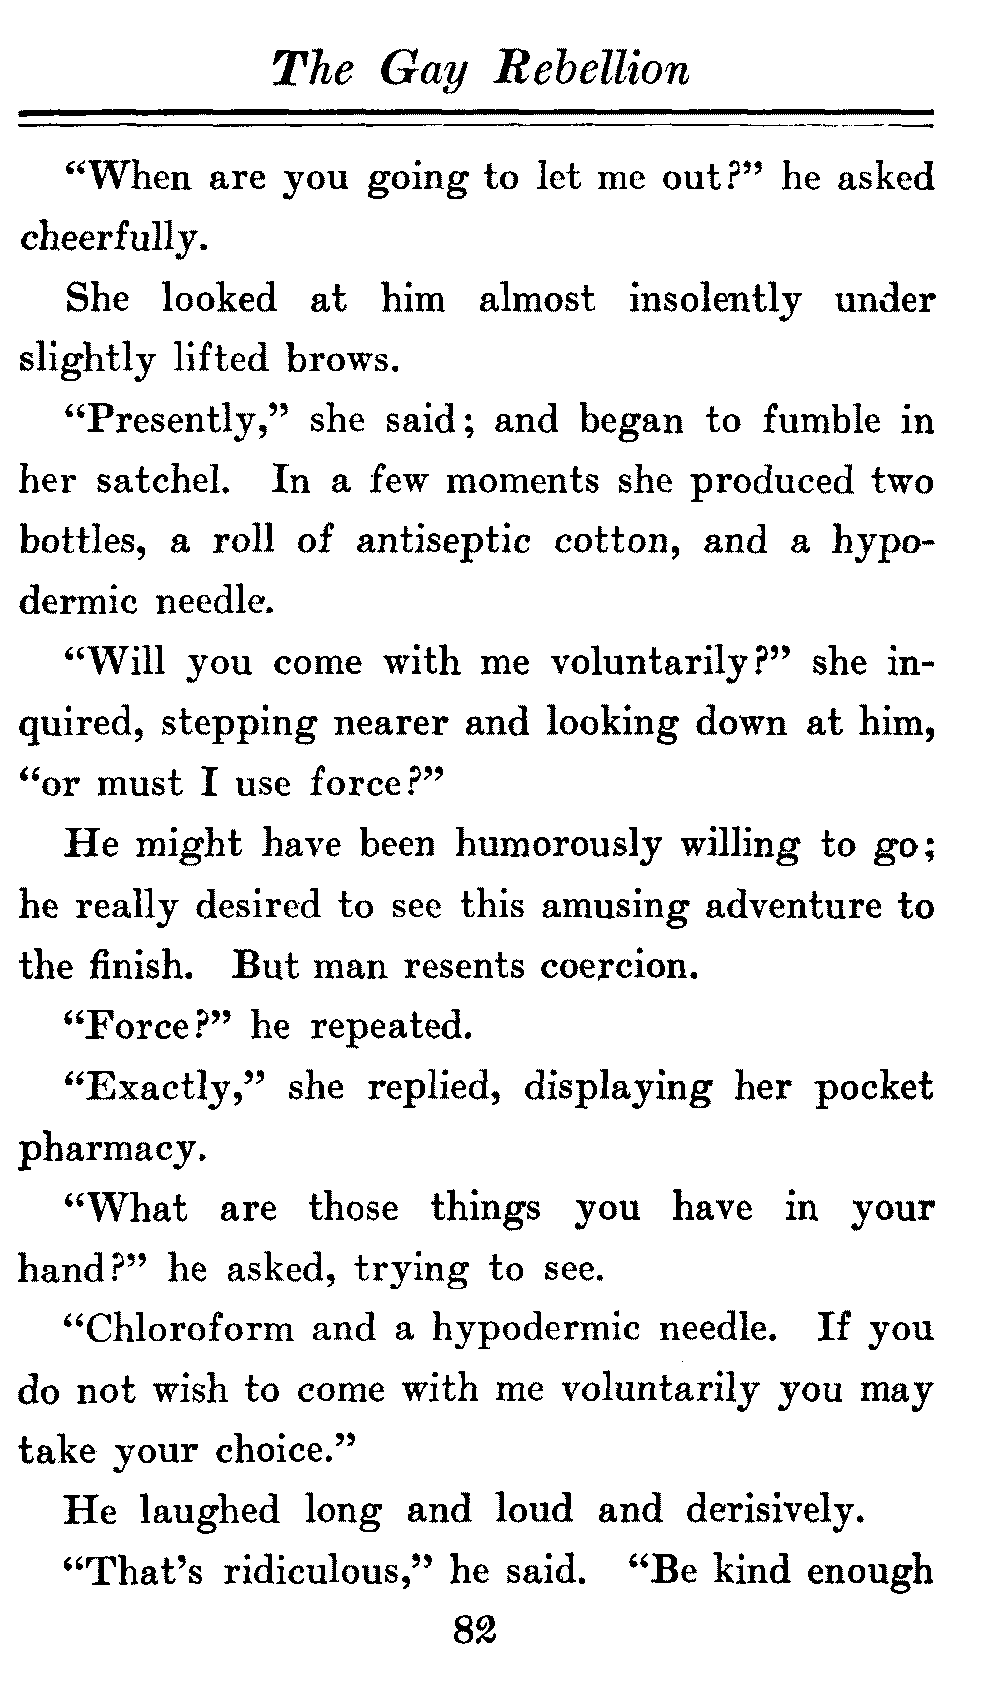 The Gay Rebellion
“When are you going to let me out?” he asked
cheerfully.
She looked at him almost insolently under
slightly lifted brows.
“Presently,” she said; and began to fumble in
her satchel. In a few moments she produced two
bottles, a roll of antiseptic cotton, and a hypo-
dermic needle.
“Will you come with me voluntarily?” she in-
quired, stepping nearer and looking down at him,
“or must I use force?”
He might have been humorously willing to go;
he really desired to see this amusing adventure to
the finish. But man resents coercion.
“Force?” he repeated.
“Exactly,” she replied, displaying her pocket
pharmacy.
“What are those things you have in your
hand?” he asked, trying to see.
“Chloroform and a hypodermic needle. If you
do not wish to come with me voluntarily you may
take your choice.”
He laughed long and loud and derisively.
“That’s ridiculous,” he said. “Be kind enough
82